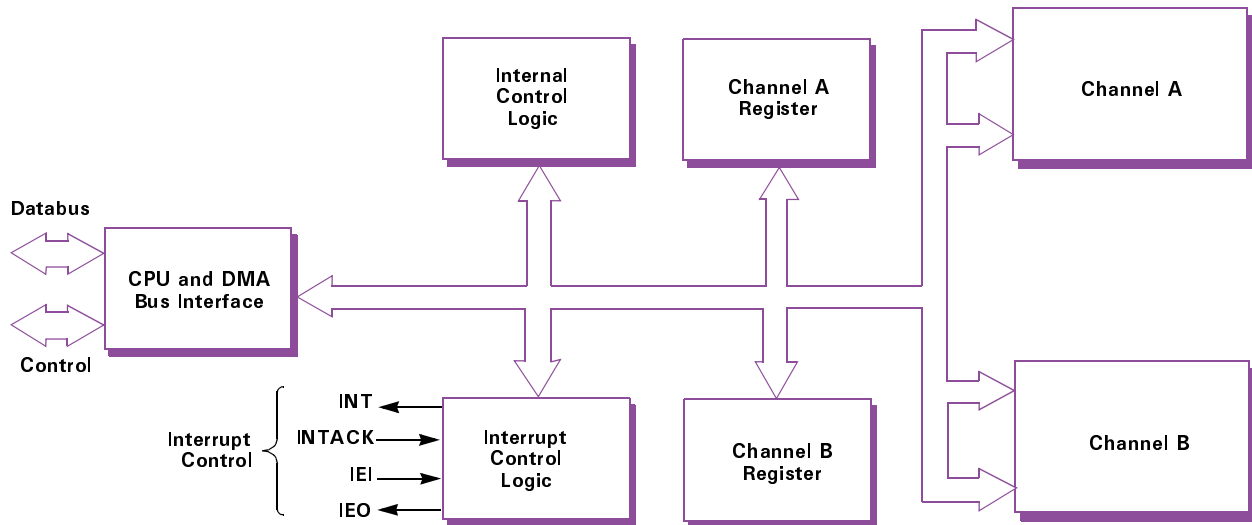 Internal
Control
Logic
Channel A
Register
Channel A
Databus
CPU and DMA
Bus Interface
Control
Interrupt
Control
INT
INTACK
IEI
IEO
Interrupt
Control
Logic
Channel B
Register
Channel B